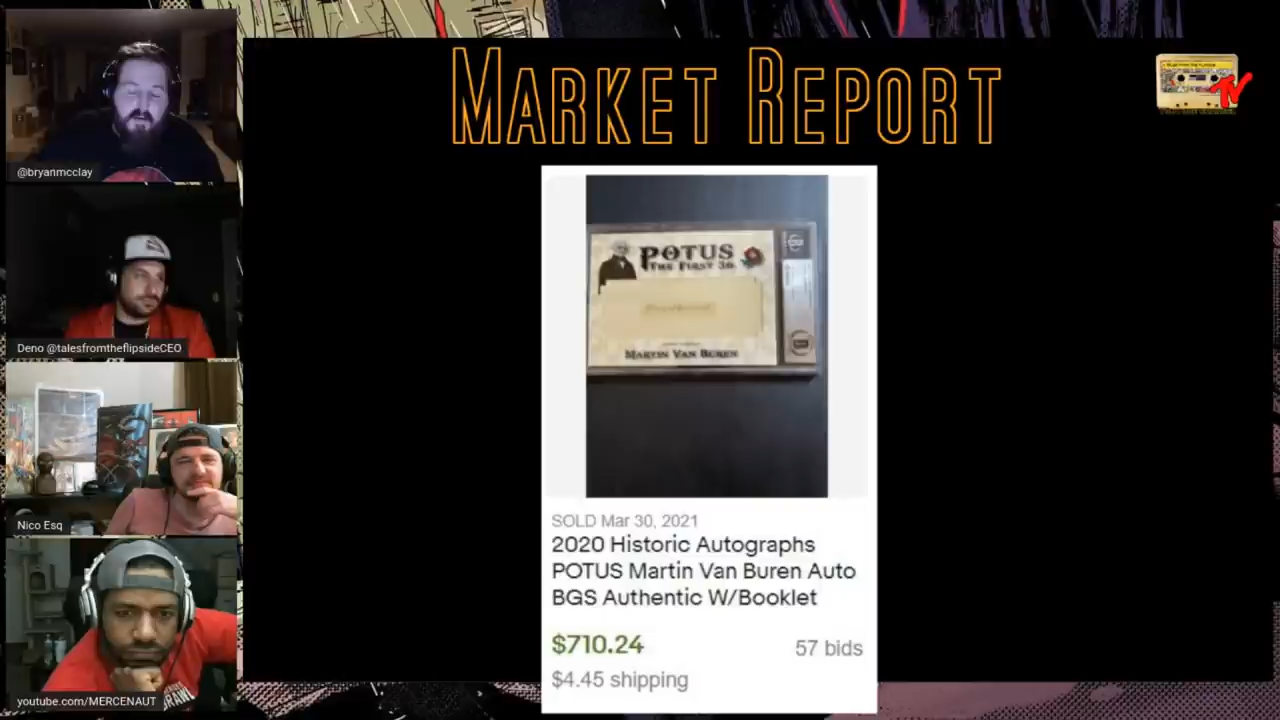 MARKET REPORT
TV
@bryanmcclay
Deno @talesfromtheflipsideCEO
Nico Esq
youtube.com/MERCENAUT
POTUS
THE FIRST 36
MARTIN VAN BUREN
SOLD Mar 30, 2021
2020 Historic Autographs
POTUS Martin Van Buren Auto
BGS Authentic W/Booklet
$710.24
57 bids
$4.45 shipping